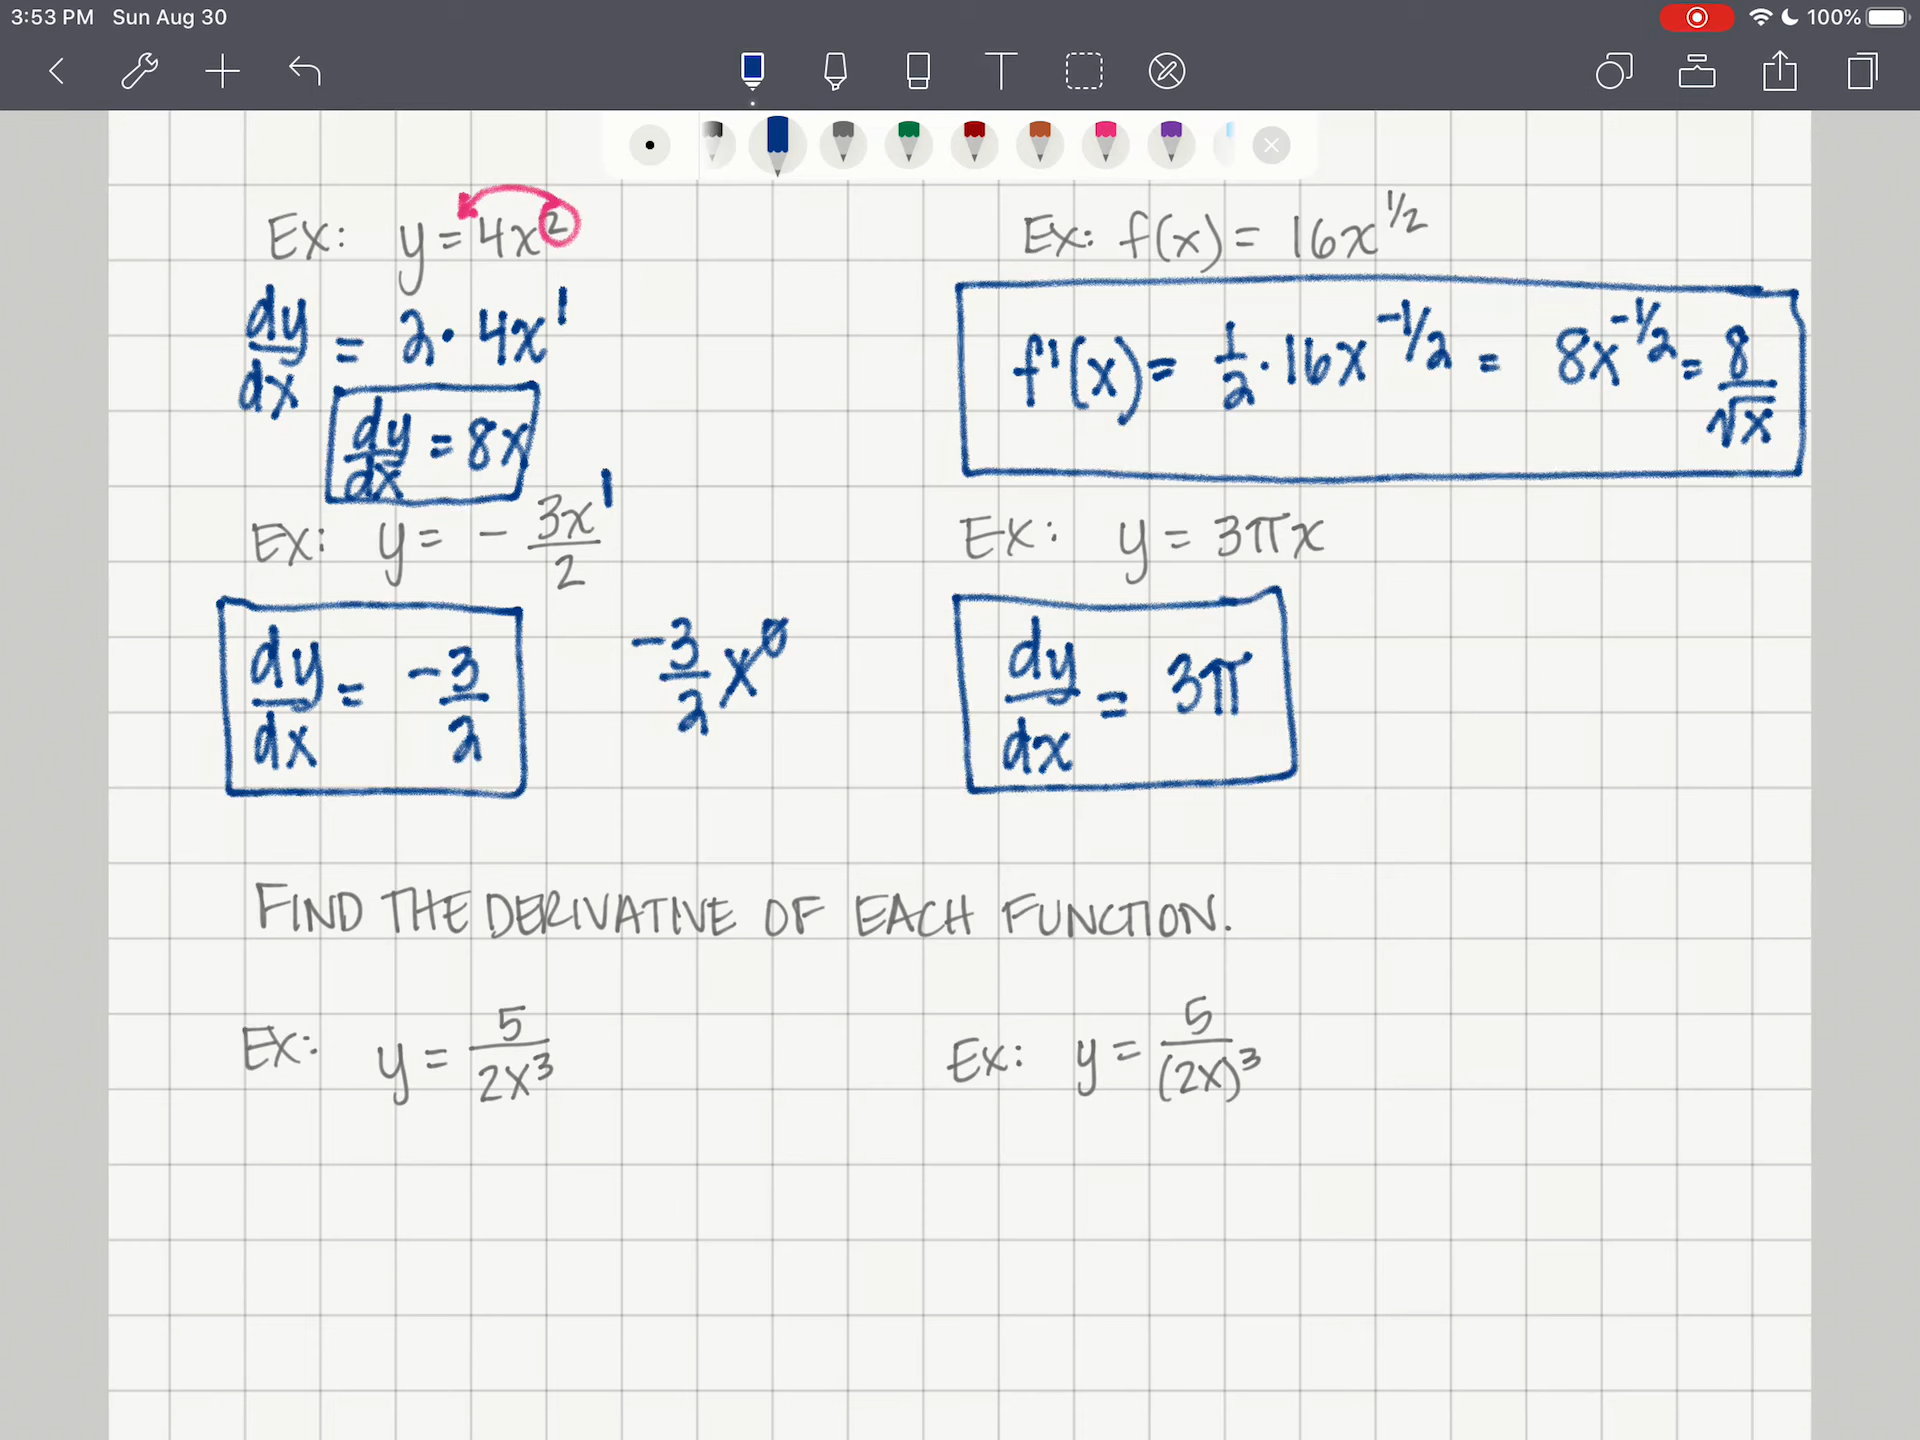 3:53 PM Sun Aug 30
100%
T
Ex: y = 4x²
dy/dx = 2 · 4x¹
dy/dx = 8x
Ex: f(x) = 16x^1/2
f'(x) = 1/2 · 16x^-1/2 = 8x^-1/2 = 8/√x
Ex: y = - 3x¹/2
dy/dx = -3/2
-3/2 x⁰
Ex: y = 3πx
dy/dx = 3π
FIND THE DERIVATIVE OF EACH FUNCTION.
Ex: y = 5/2x³
Ex: y = 5/(2x)³